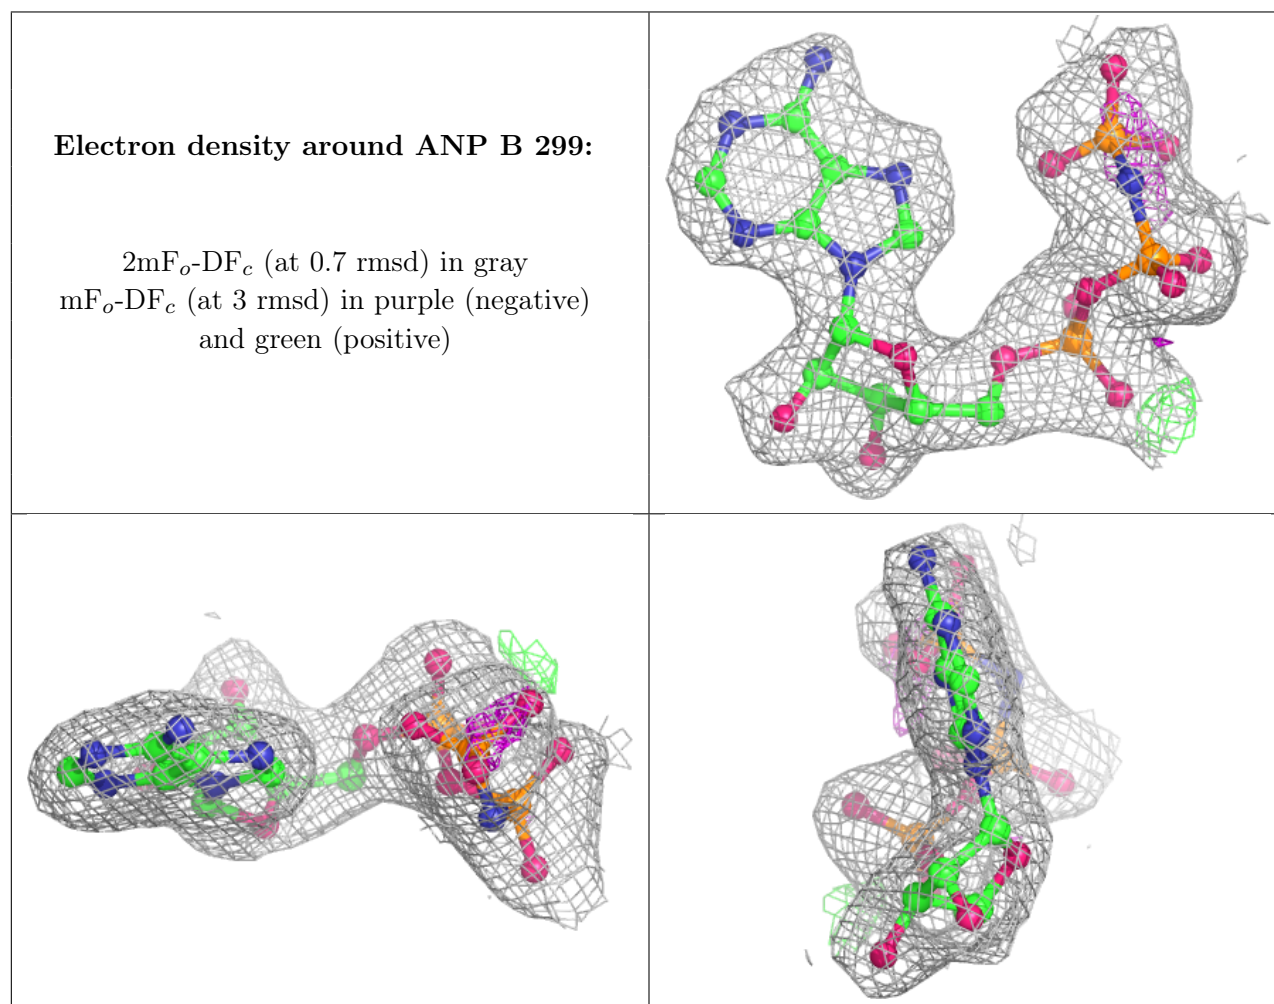 Electron density around ANP B 299:
2mFo-DFc (at 0.7 rmsd) in gray
mFo-DFc (at 3 rmsd) in purple (negative)
and green (positive)